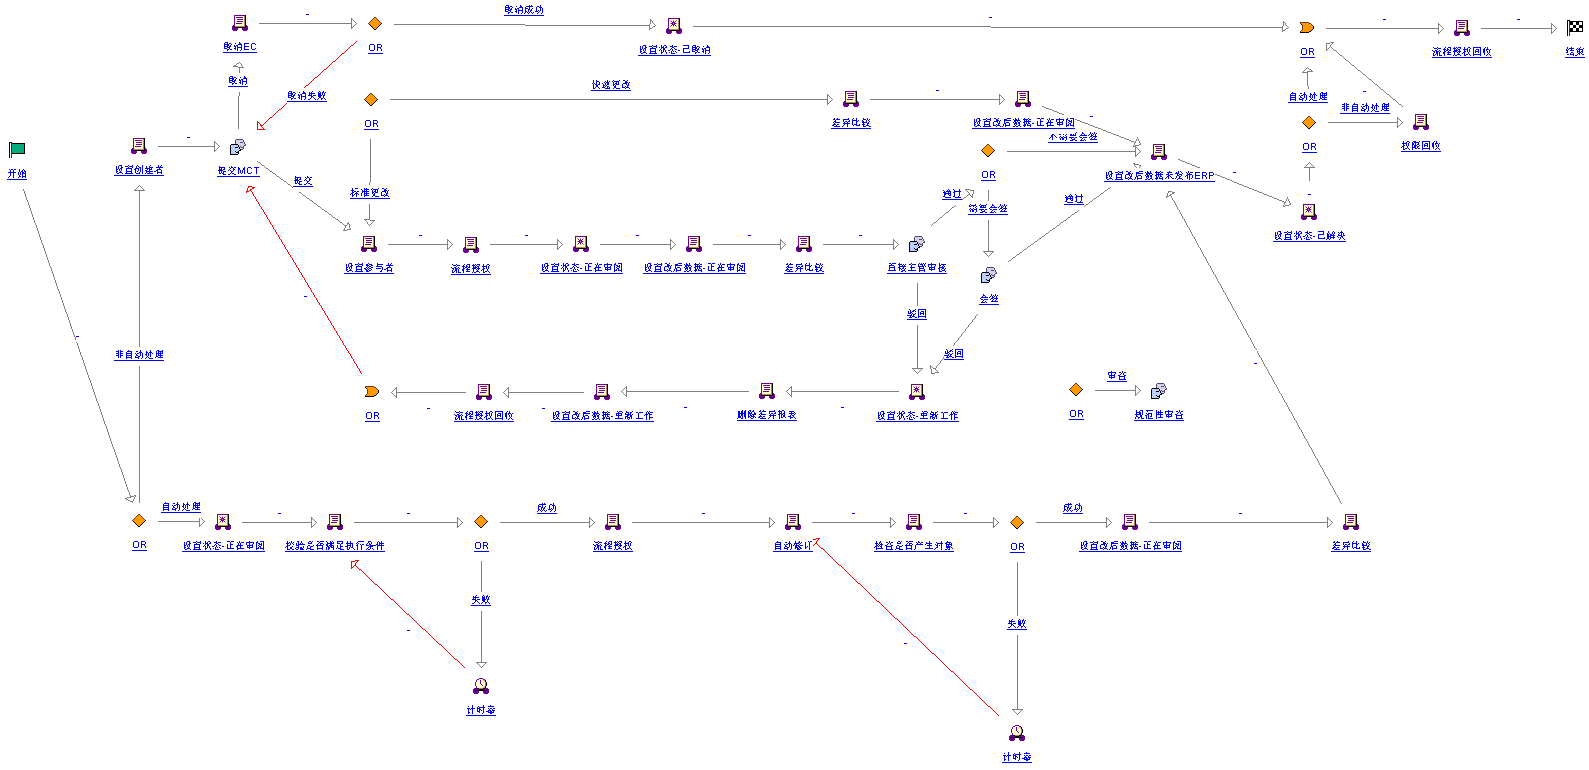 取消成功
取消EC
OR
设置状态-已取消
OR
流程授权回收
结束
取消
快速更改
取消失败
自动处理
非自动处理
OR
差异比较
设置改后数据-正在审阅
不需要会签
OR
权限回收
开始
设置创建者
提交MCT
提交
标准更改
OR
设置改后数据未发布ERP
通过
需要会签
通过
设置状态-已解决
设置参与者
流程授权
设置状态-正在审阅
设置改后数据-正在审阅
差异比较
直接主管审核
会签
驳回
驳回
非自动处理
审咨
OR
流程授权回收
设置改后数据-重新工作
删除差异报表
设置状态-重新工作
OR
规范性审咨
自动处理
成功
成功
OR
设置状态-正在审阅
校验是否满足执行条件
OR
流程授权
自动修订
检查是否产生对象
OR
设置改后数据-正在审阅
差异比较
失败
失败
计时器
计时器